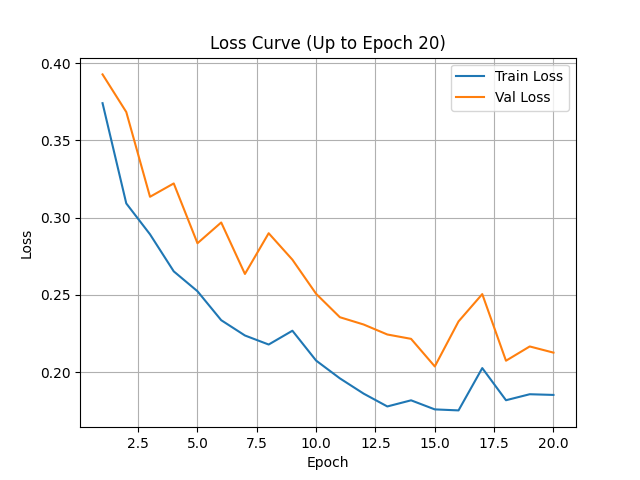 Loss Curve (Up to Epoch 20)
Train Loss
Val Loss
0.40
0.35
0.30
0.25
0.20
Loss
2.5 5.0 7.5 10.0 12.5 15.0 17.5 20.0
Epoch